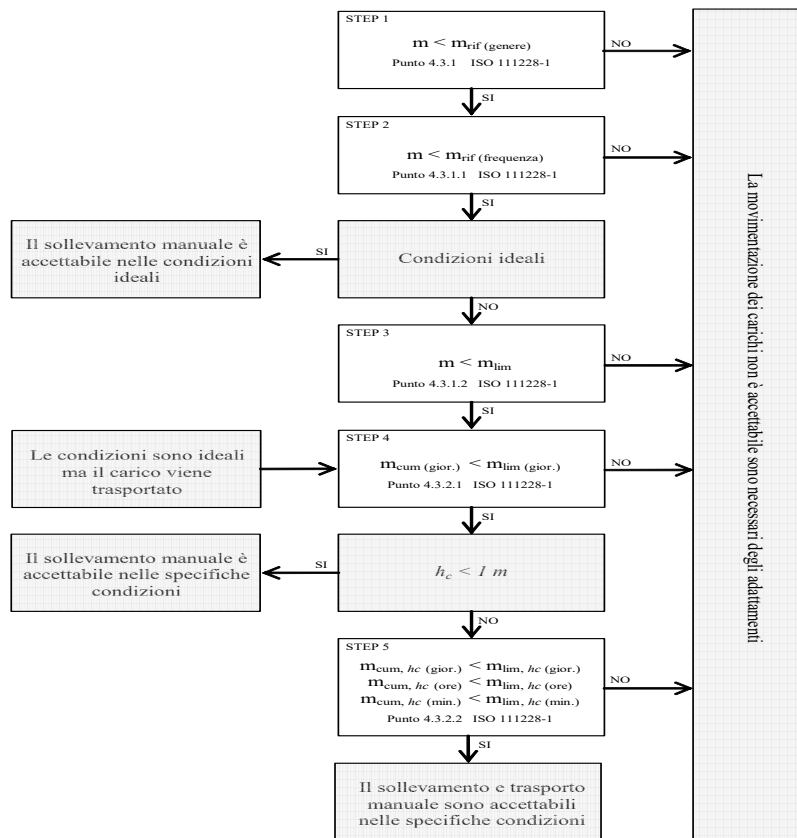 STEP 1
m < mrif (genere)
Punto 4.3.1 ISO 111228-1
NO
SI
STEP 2
m < mrif (frequenza)
Punto 4.3.1.1 ISO 111228-1
NO
SI
Il sollevamento manuale è
accettabile nelle condizioni
ideali
SI
Condizioni ideali
NO
STEP 3
m < mlim
Punto 4.3.1.2 ISO 111228-1
NO
SI
Le condizioni sono ideali
ma il carico viene
trasportato
STEP 4
mcum (gior.) < mlim (gior.)
Punto 4.3.2.1 ISO 111228-1
NO
SI
Il sollevamento manuale è
accettabile nelle specifiche
condizioni
SI
hc < 1 m
NO
STEP 5
mcum, hc (gior.) < mlim, hc (gior.)
mcum, hc (ore) < mlim, hc (ore)
mcum, hc (min.) < mlim, hc (min.)
Punto 4.3.2.2 ISO 111228-1
NO
SI
Il sollevamento e trasporto
manuale sono accettabili
nelle specifiche condizioni
La movimentazione dei carichi non è accettabile sono necessari degli adattamenti